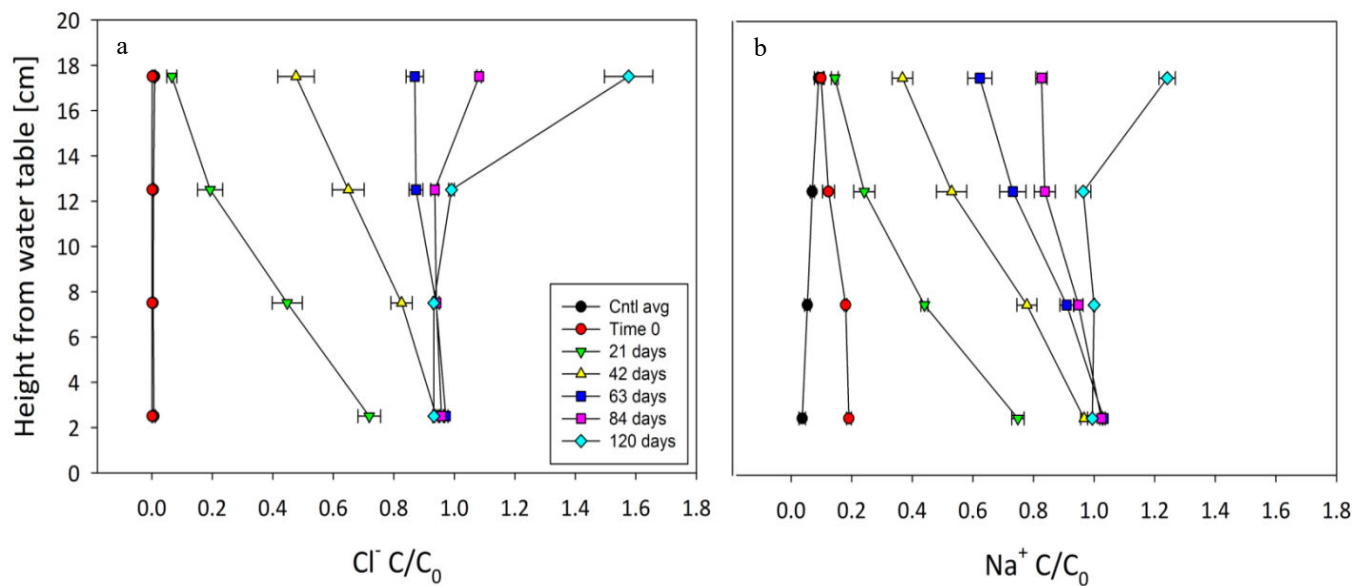 a
b
20
18
16
14
12
10
8
6
4
2
0
Height from water table [cm]
Cntl avg
Time 0
21 days
42 days
63 days
84 days
120 days
0.0 0.2 0.4 0.6 0.8 1.0 1.2 1.4 1.6 1.8
0.0 0.2 0.4 0.6 0.8 1.0 1.2 1.4 1.6 1.8
Cl⁻ C/C₀
Na⁺ C/C₀